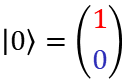 |0⟩ = (1
0)